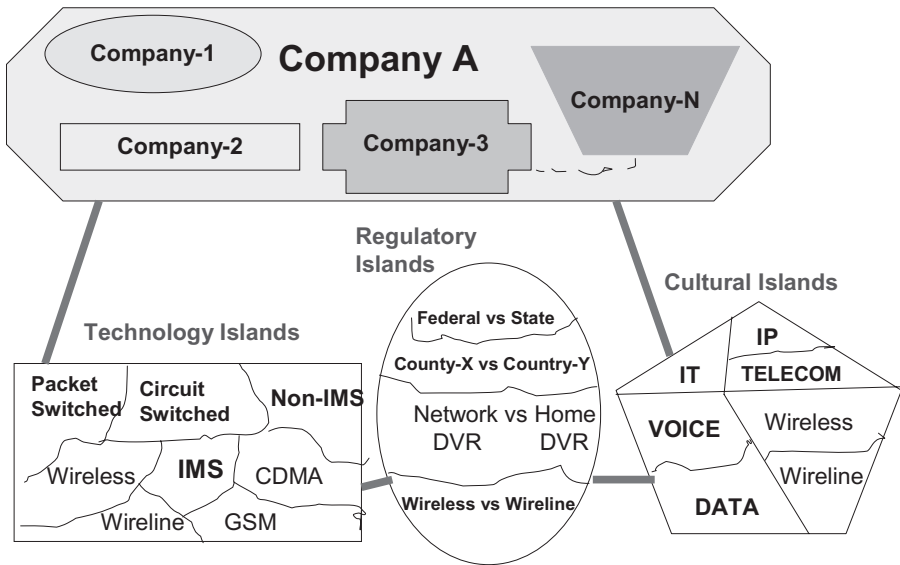 Company-1
Company A
Company-N
Company-2
Company-3
Regulatory
Islands
Cultural Islands
Technology Islands
Packet
Switched
Circuit
Switched
Non-IMS
Wireless
IMS
CDMA
Wireline
GSM
Federal vs State
County-X vs Country-Y
Network vs Home
DVR DVR
Wireless vs Wireline
IP
IT
TELECOM
VOICE
Wireless
Wireline
DATA